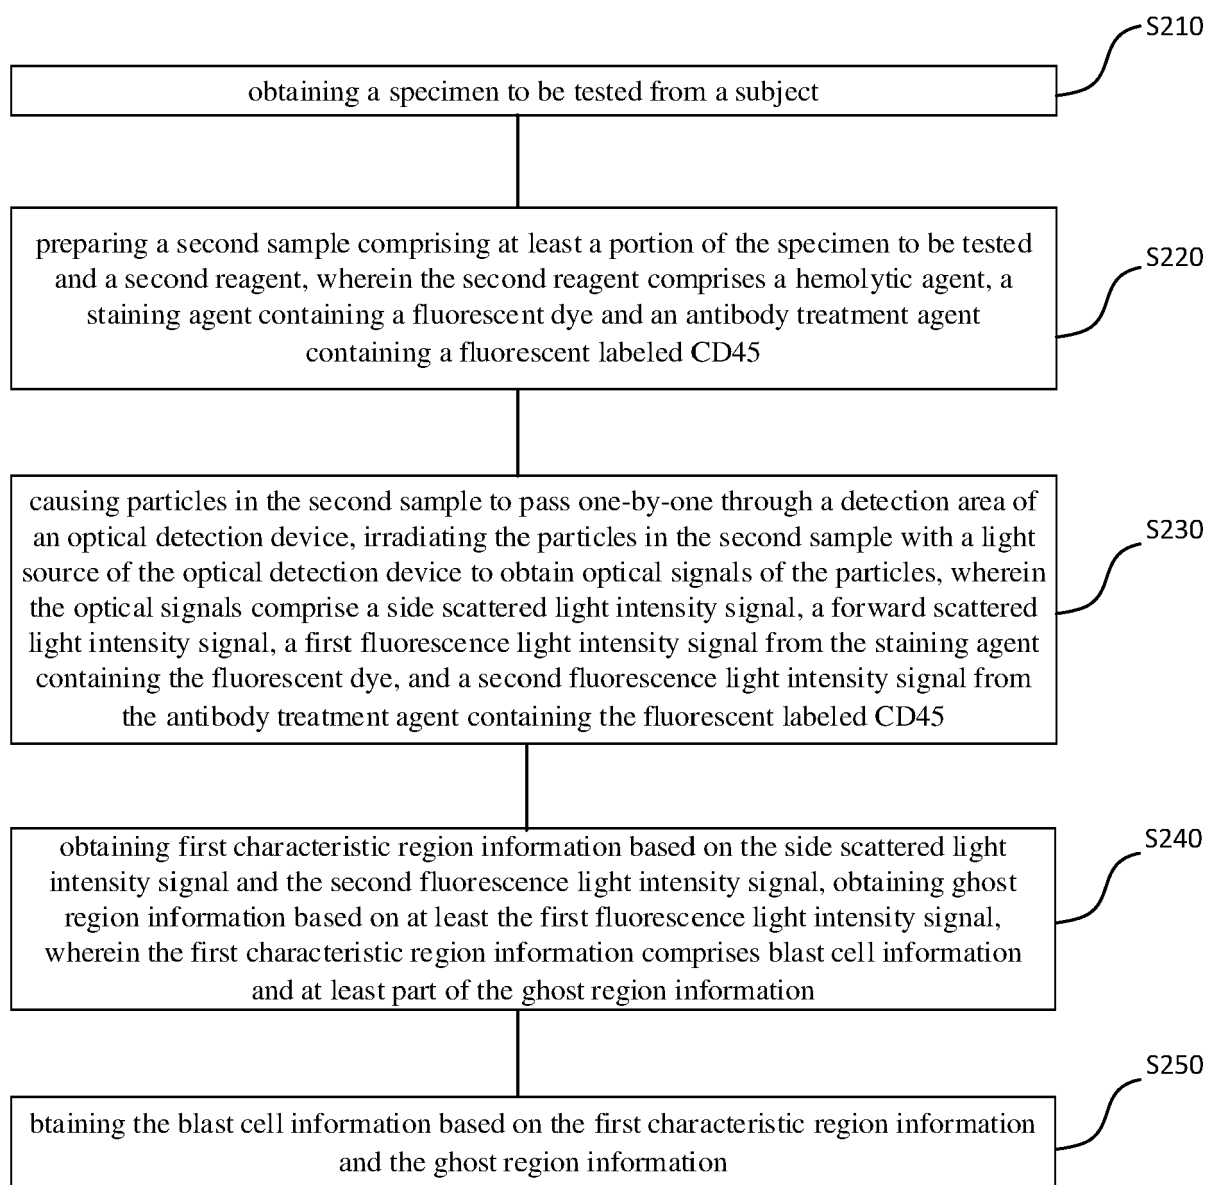 S210
obtaining a specimen to be tested from a subject
preparing a second sample comprising at least a portion of the specimen to be tested
and a second reagent, wherein the second reagent comprises a hemolytic agent, a
staining agent containing a fluorescent dye and an antibody treatment agent
containing a fluorescent labeled CD45
S220
causing particles in the second sample to pass one-by-one through a detection area of
an optical detection device, irradiating the particles in the second sample with a light
source of the optical detection device to obtain optical signals of the particles, wherein
the optical signals comprise a side scattered light intensity signal, a forward scattered
light intensity signal, a first fluorescence light intensity signal from the staining agent
containing the fluorescent dye, and a second fluorescence light intensity signal from
the antibody treatment agent containing the fluorescent labeled CD45
S230
obtaining first characteristic region information based on the side scattered light
intensity signal and the second fluorescence light intensity signal, obtaining ghost
region information based on at least the first fluorescence light intensity signal,
wherein the first characteristic region information comprises blast cell information
and at least part of the ghost region information
S240
btaining the blast cell information based on the first characteristic region information
and the ghost region information
S250